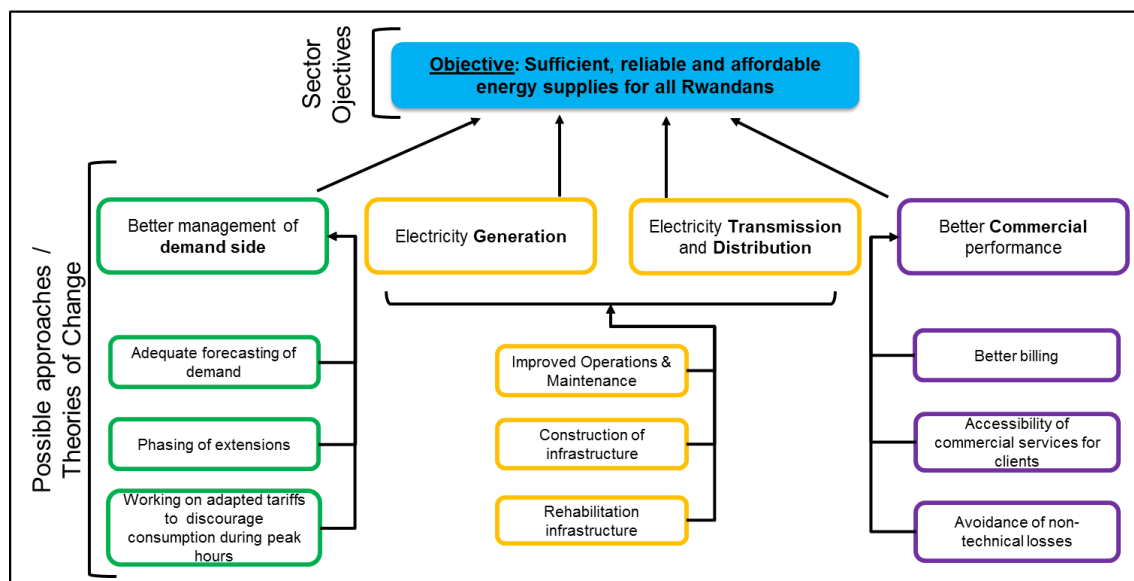 Sector
Ojectives
Objective: Sufficient, reliable and affordable
energy supplies for all Rwandans
Possible approaches /
Theories of Change
Better management of
demand side
Electricity Generation
Electricity Transmission
and Distribution
Better Commercial
performance
Adequate forecasting of
demand
Improved Operations &
Maintenance
Better billing
Phasing of extensions
Construction of
infrastructure
Accessibility of
commercial services for
clients
Working on adapted tariffs
to discourage
consumption during peak
hours
Rehabilitation
infrastructure
Avoidance of non-
technical losses